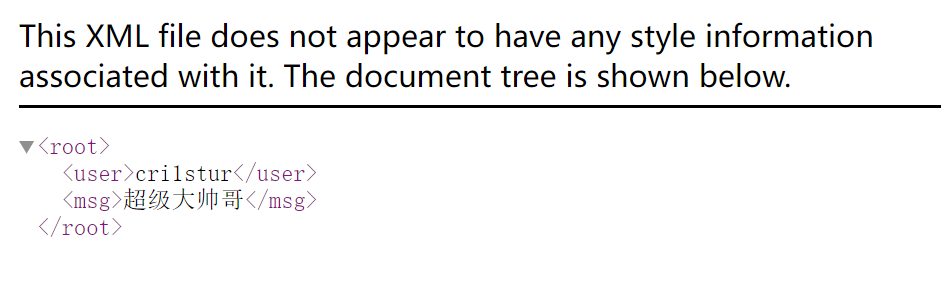 This XML file does not appear to have any style information
associated with it. The document tree is shown below.
▼<root>
<user>crilstur</user>
<msg>超级大帅哥</msg>
</root>